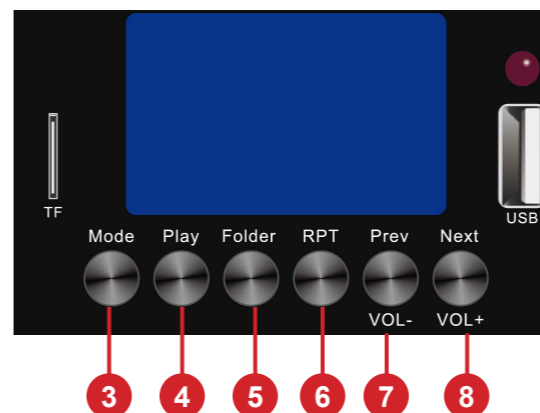 TF
USB
Mode Play Folder RPT Prev Next
VOL- VOL+
3 4 5 6 7 8